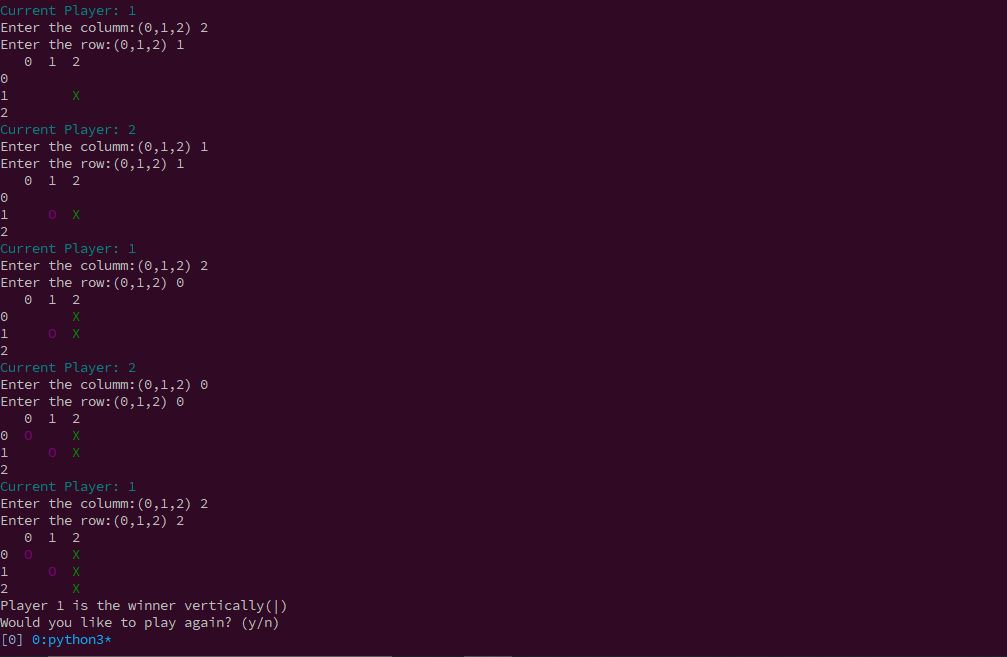 Current Player: 1
Enter the columm:(0,1,2) 2
Enter the row:(0,1,2) 1
   0  1  2
0
1        X
2
Current Player: 2
Enter the columm:(0,1,2) 1
Enter the row:(0,1,2) 1
   0  1  2
0
1     O  X
2
Current Player: 1
Enter the columm:(0,1,2) 2
Enter the row:(0,1,2) 0
   0  1  2
0        X
1     O  X
2
Current Player: 2
Enter the columm:(0,1,2) 0
Enter the row:(0,1,2) 0
   0  1  2
0  O     X
1     O  X
2
Current Player: 1
Enter the columm:(0,1,2) 2
Enter the row:(0,1,2) 2
   0  1  2
0  O     X
1     O  X
2        X
Player 1 is the winner vertically(|)
Would you like to play again? (y/n)
[0] 0:python3*